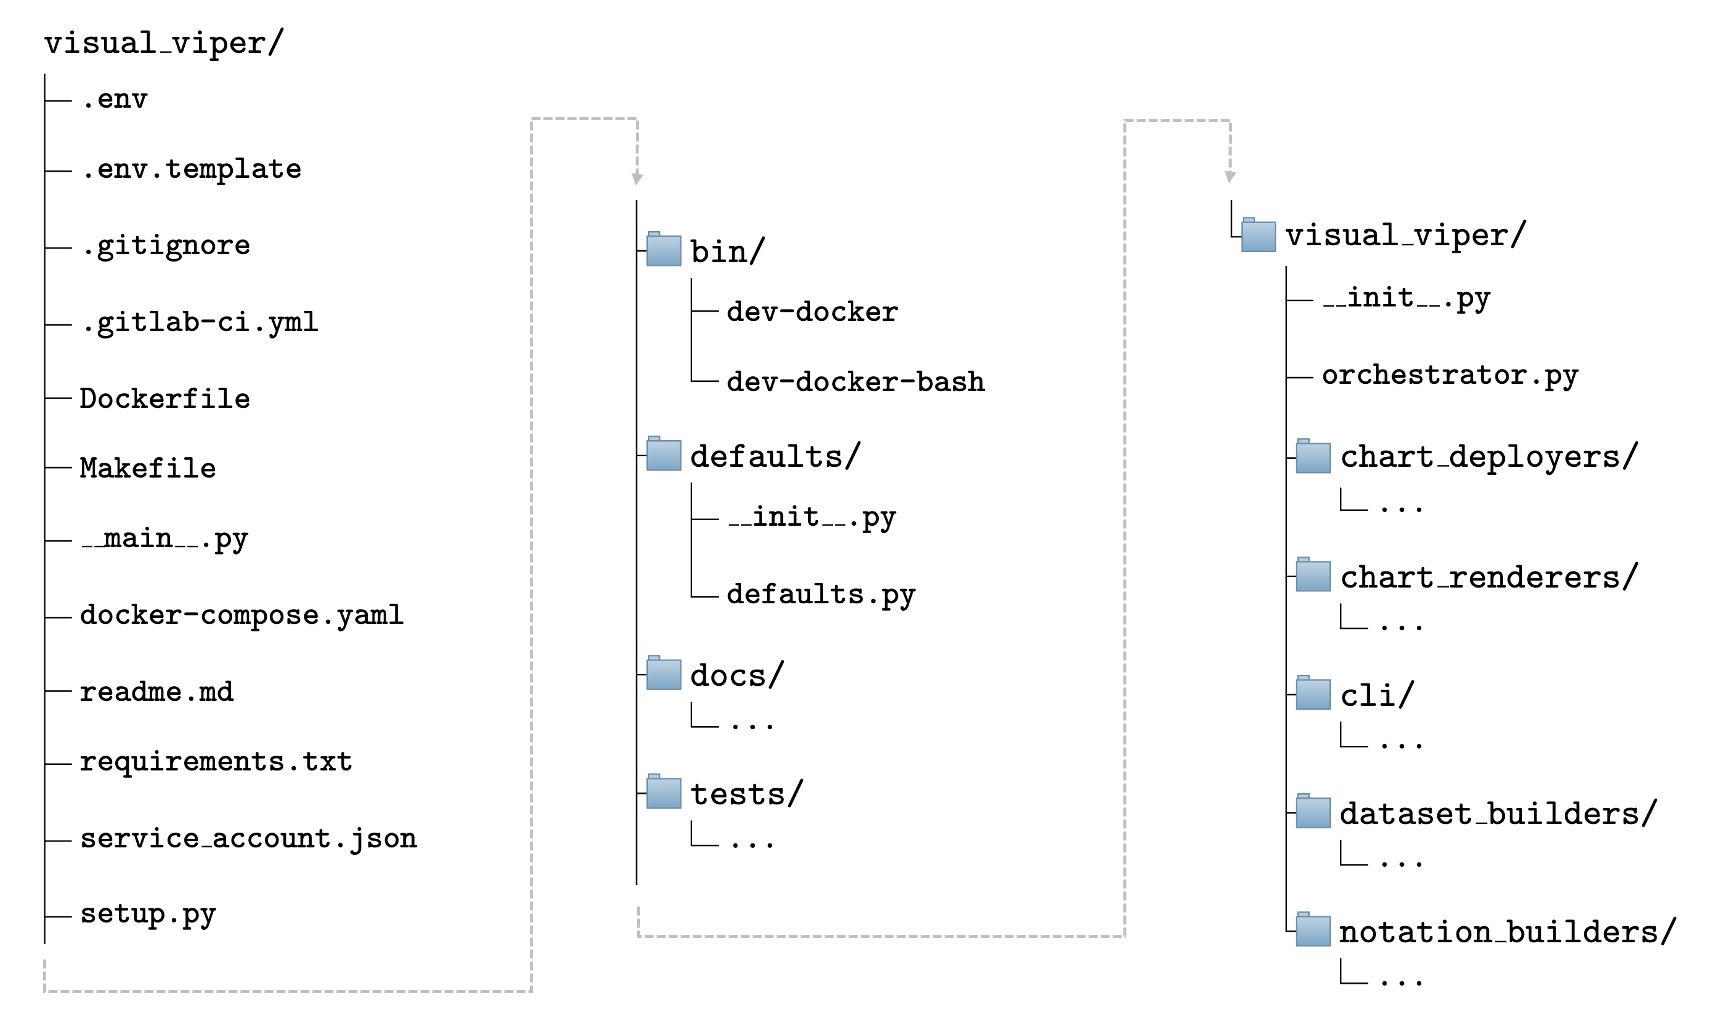 visual_viper/
.env
.env.template
.gitignore
.gitlab-ci.yml
Dockerfile
Makefile
__main__.py
docker-compose.yaml
readme.md
requirements.txt
service_account.json
setup.py
bin/
dev-docker
dev-docker-bash
defaults/
__init__.py
defaults.py
docs/
...
tests/
...
visual_viper/
__init__.py
orchestrator.py
chart_deployers/
...
chart_renderers/
...
cli/
...
dataset_builders/
...
notation_builders/
...